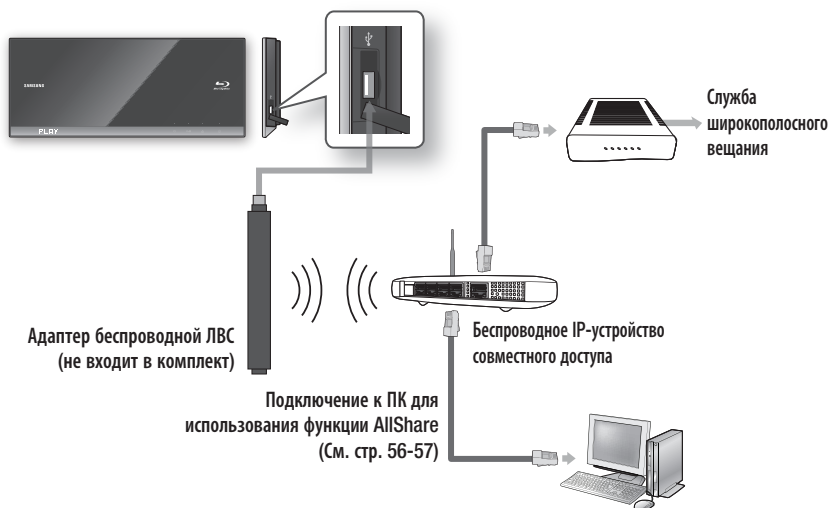 SAMSUNG
PLAY
Служба
широкополосного
вещания
Адаптер беспроводной ЛВС
(не входит в комплект)
Беспроводное IP-устройство
совместного доступа
Подключение к ПК для
использования функции AllShare
(См. стр. 56-57)